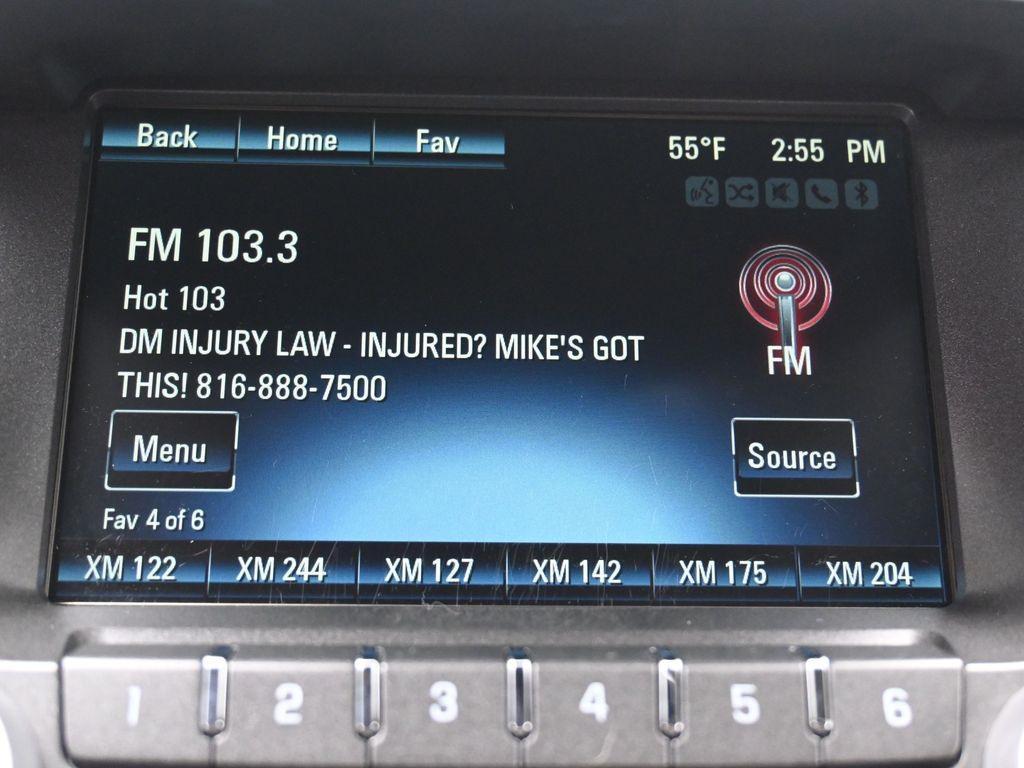 Back Home Fav 55°F 2:55 PM
FM 103.3
Hot 103
DM INJURY LAW - INJURED? MIKE'S GOT
THIS! 816-888-7500
FM
Menu
Source
Fav 4 of 6
XM 122 XM 244 XM 127 XM 142 XM 175 XM 204
1 2 3 4 5 6